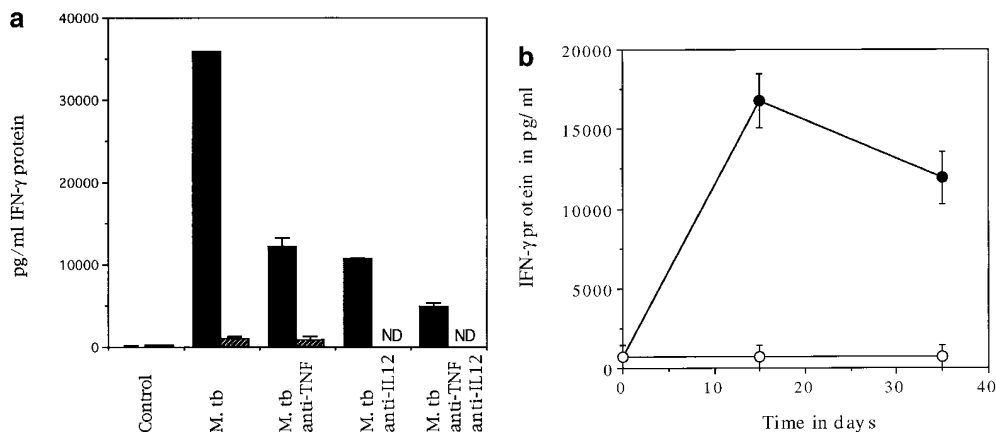 a
40000
30000
20000
10000
0
pg/ml IFN-γ protein
ND
ND
Control
M. tb
M. tb
anti-TNF
M. tb
anti-IL12
M. tb
anti-TNF
anti-IL12
b
20000
15000
10000
5000
0
IFN-γ protein in pg/ml
0
10
20
30
40
Time in days